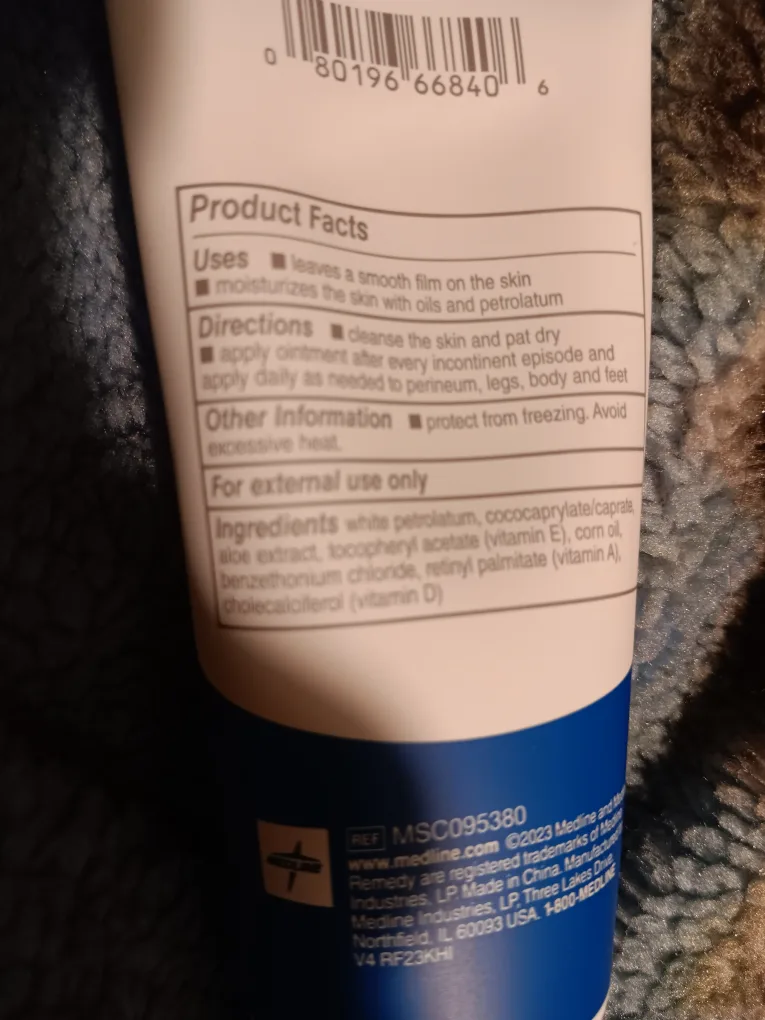 0 80196 66840 6
Product Facts
Uses ■ leaves a smooth film on the skin
■ moisturizes the skin with oils and petrolatum
Directions ■ cleanse the skin and pat dry
■ apply ointment after every incontinent episode and
apply daily as needed to perineum, legs, body and feet
Other Information ■ protect from freezing. Avoid
excessive heat.
For external use only
Ingredients white petrolatum, cococaprylate/caprate,
aloe extract, tocopheryl acetate (vitamin E), corn oil,
benzethonium chloride, retinyl palmitate (vitamin A),
cholecalciferol (vitamin D)
MEDLINE
REF MSC095380
www.medline.com ©2023 Medline and
Remedy are registered trademarks of
Industries, LP. Made in China. Manufactured
Medline Industries, LP, Three Lakes Drive,
Northfield, IL 60093 USA. 1-800-MEDLINE
V4 RF23KHI